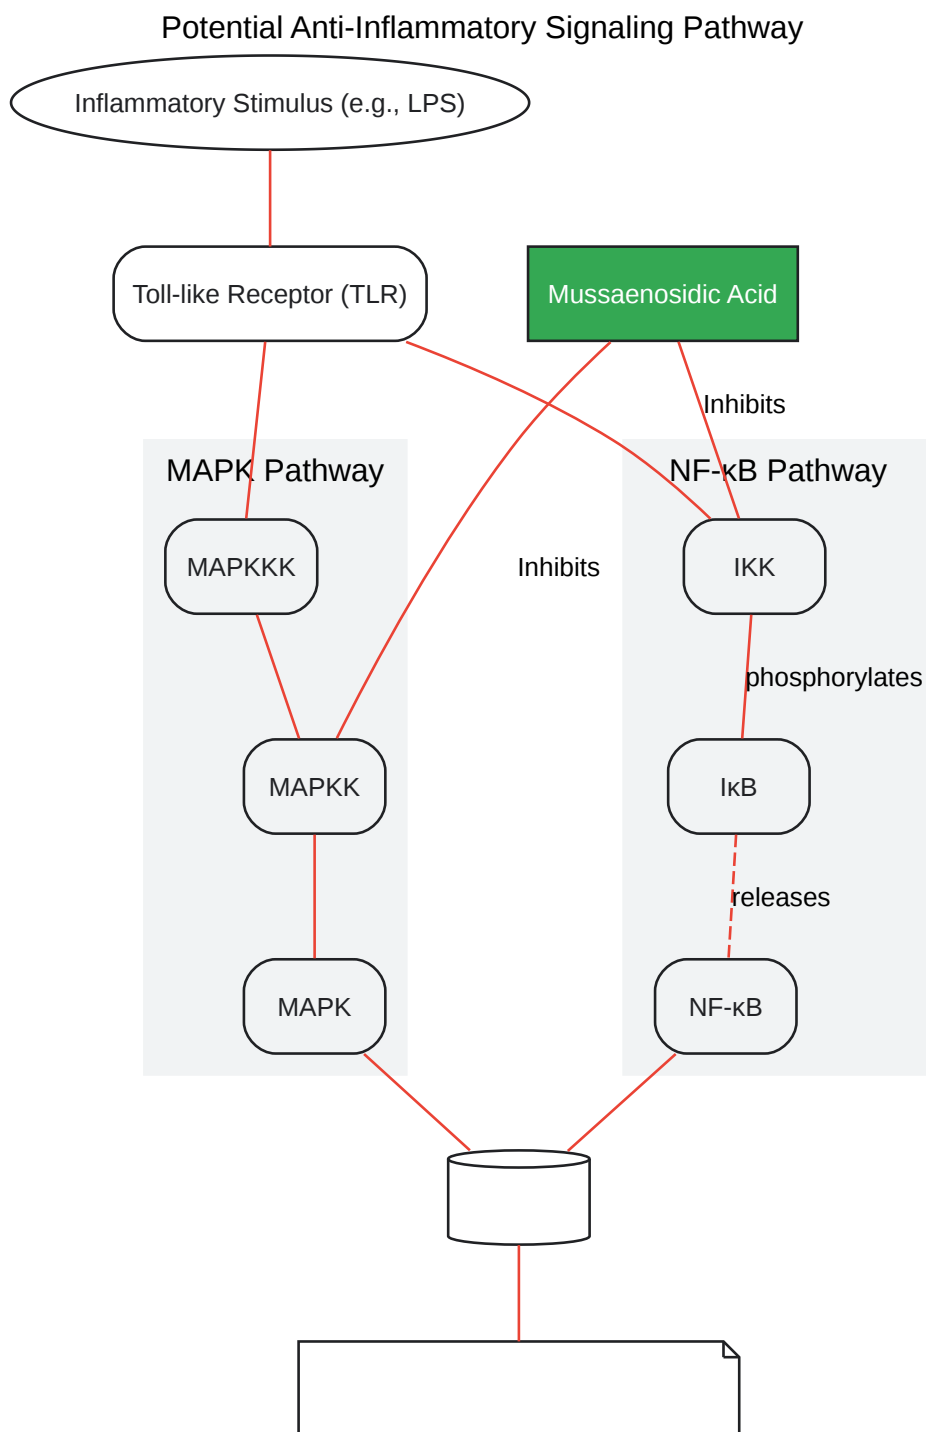 Potential Anti-Inflammatory Signaling Pathway
Inflammatory Stimulus (e.g., LPS)
Toll-like Receptor (TLR)
Mussaenosidic Acid
Inhibits
MAPK Pathway
NF-κB Pathway
MAPKKK
Inhibits
IKK
phosphorylates
MAPKK
IκB
releases
MAPK
NF-κB